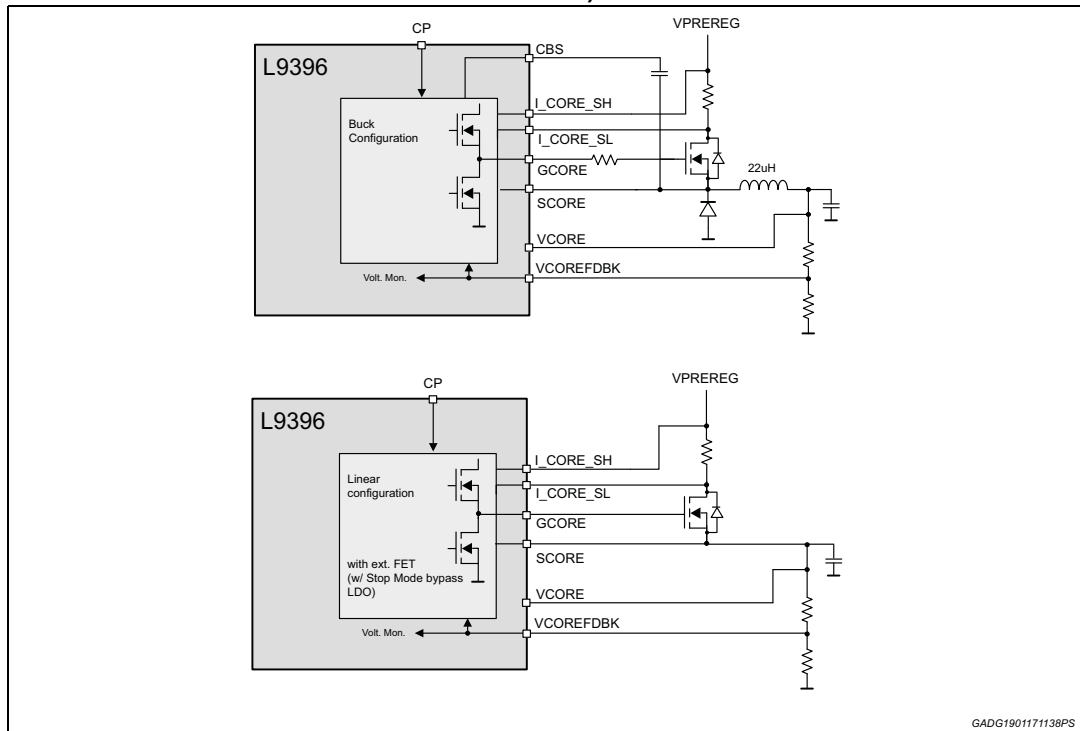 CP
VPREREG
CBS
L9396
I_CORE_SH
Buck
Configuration
I_CORE_SL
GCORE
22uH
SCORE
VCORE
VCOREFDBK
Volt. Mon.
CP
VPREREG
L9396
I_CORE_SH
Linear
configuration
I_CORE_SL
GCORE
SCORE
with ext. FET
(w/ Stop Mode bypass
LDO)
VCORE
VCOREFDBK
Volt. Mon.
GADG1901171138PS